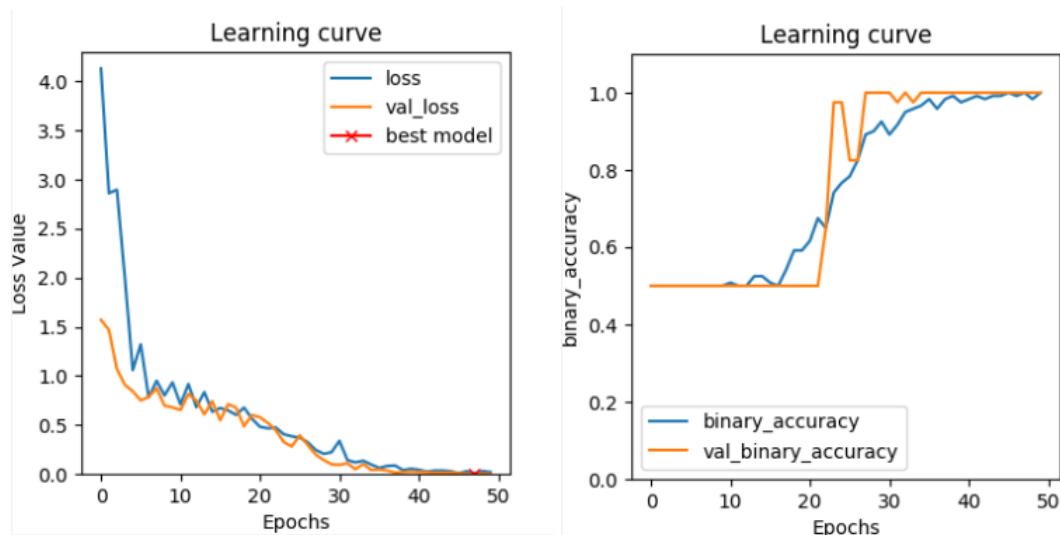 Learning curve
4.0
3.5
3.0
2.5
2.0
1.5
1.0
0.5
0.0
Loss Value
loss
val_loss
best model
0
10
20
30
40
50
Epochs
Learning curve
1.0
0.8
0.6
0.4
0.2
0.0
binary_accuracy
binary_accuracy
val_binary_accuracy
0
10
20
30
40
50
Epochs